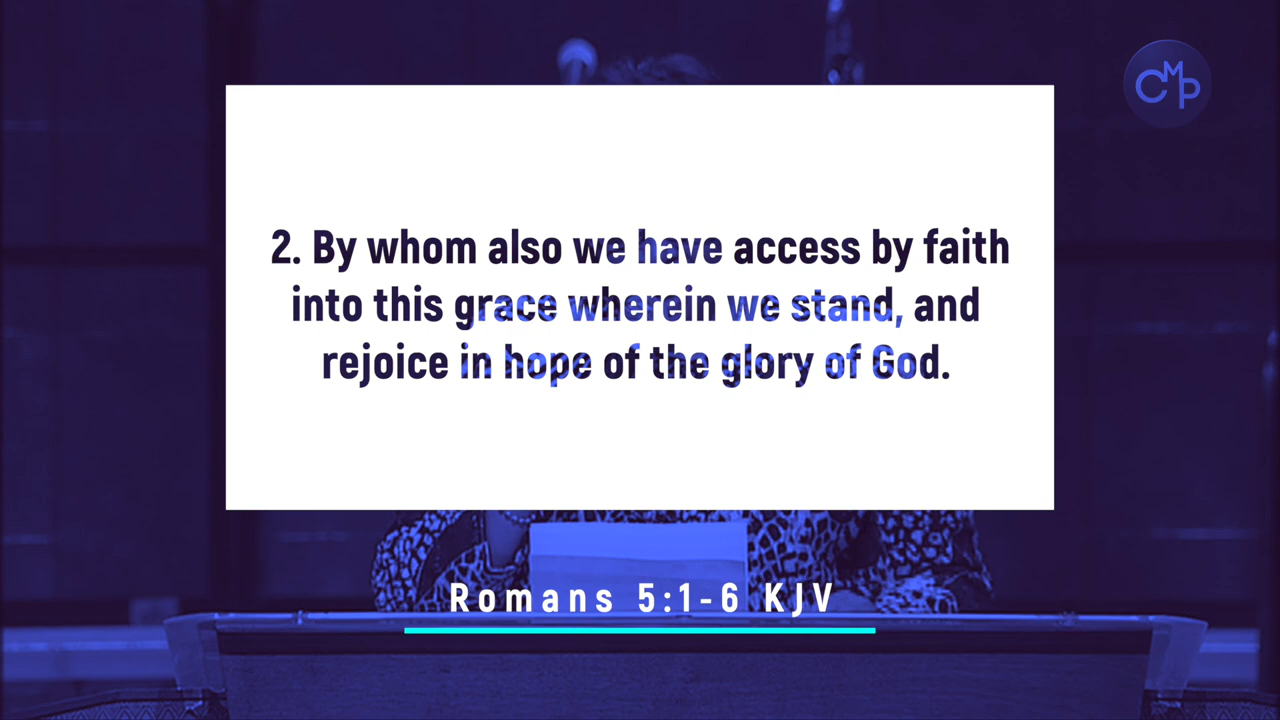 CMP
2. By whom also we have access by faith
into this grace wherein we stand, and
rejoice in hope of the glory of God.
Romans 5:1-6 KJV